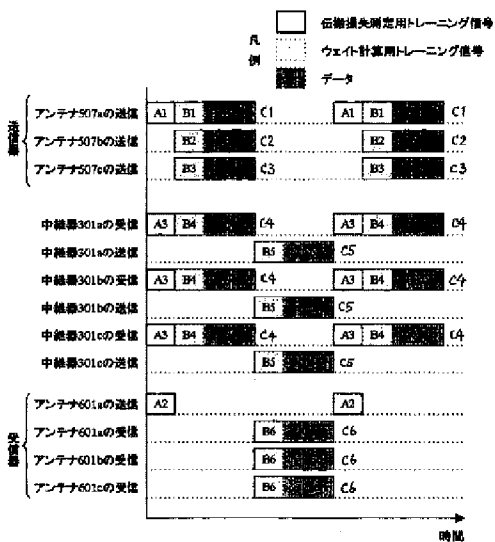 凡例
伝搬損失測定用トレーニング信号
ウェイト計算用トレーニング信号
データ
送信器
アンテナ507aの送信 A1 B1 C1 A1 B1 C1
アンテナ507bの送信 B2 C2 B2 C2
アンテナ507cの送信 B3 C3 B3 C3
中継器301aの受信 A3 B4 C4 A3 B4 C4
中継器301aの送信 B5 C5
中継器301bの受信 A3 B4 C4 A3 B4 C4
中継器301bの送信 B5 C5
中継器301cの受信 A3 B4 C4 A3 B4 C4
中継器301cの送信 B5 C5
受信器
アンテナ601aの送信 A2 A2
アンテナ601aの受信 B6 C6
アンテナ601bの受信 B6 C6
アンテナ601cの受信 B6 C6
時間